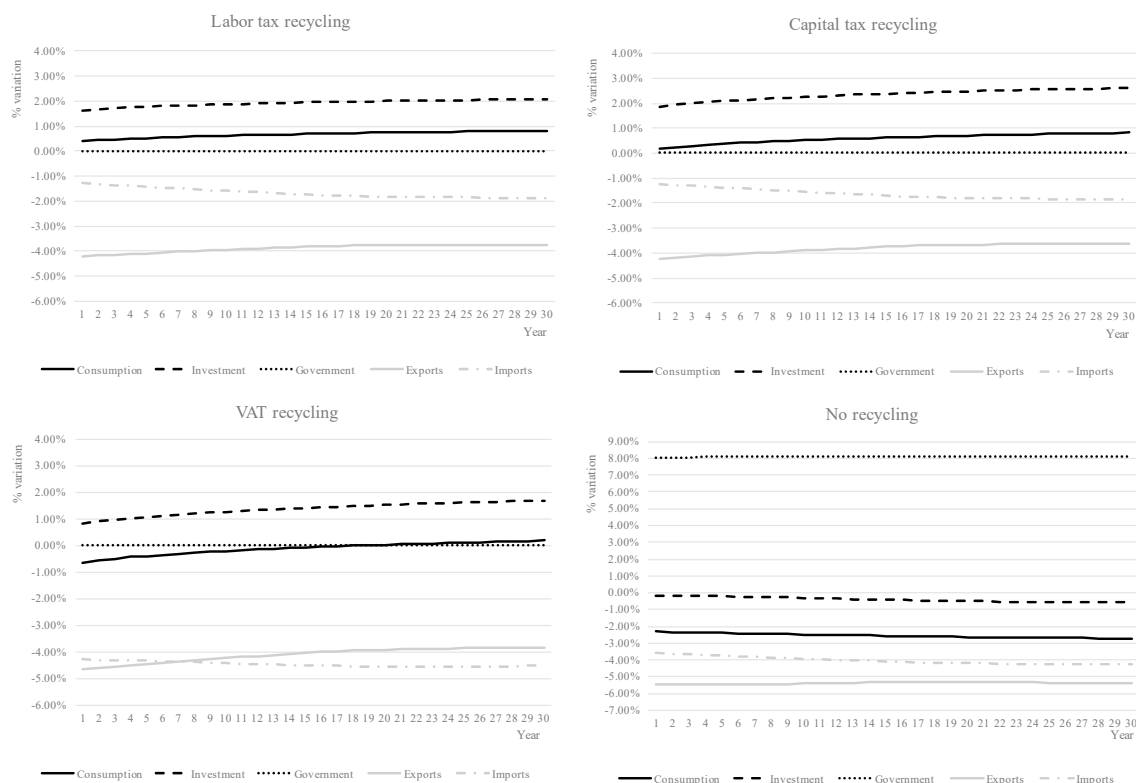 Labor tax recycling
% variation
4.00%
3.00%
2.00%
1.00%
0.00%
-1.00%
-2.00%
-3.00%
-4.00%
-5.00%
-6.00%
1 2 3 4 5 6 7 8 9 10 11 12 13 14 15 16 17 18 19 20 21 22 23 24 25 26 27 28 29 30
Year
Consumption Investment Government Exports Imports
Capital tax recycling
% variation
4.00%
3.00%
2.00%
1.00%
0.00%
-1.00%
-2.00%
-3.00%
-4.00%
-5.00%
-6.00%
1 2 3 4 5 6 7 8 9 10 11 12 13 14 15 16 17 18 19 20 21 22 23 24 25 26 27 28 29 30
Year
Consumption Investment Government Exports Imports
VAT recycling
% variation
4.00%
3.00%
2.00%
1.00%
0.00%
-1.00%
-2.00%
-3.00%
-4.00%
-5.00%
-6.00%
1 2 3 4 5 6 7 8 9 10 11 12 13 14 15 16 17 18 19 20 21 22 23 24 25 26 27 28 29 30
Year
Consumption Investment Government Exports Imports
No recycling
% variation
9.00%
8.00%
7.00%
6.00%
5.00%
4.00%
3.00%
2.00%
1.00%
0.00%
-1.00%
-2.00%
-3.00%
-4.00%
-5.00%
-6.00%
-7.00%
1 2 3 4 5 6 7 8 9 10 11 12 13 14 15 16 17 18 19 20 21 22 23 24 25 26 27 28 29 30
Year
Consumption Investment Government Exports Imports